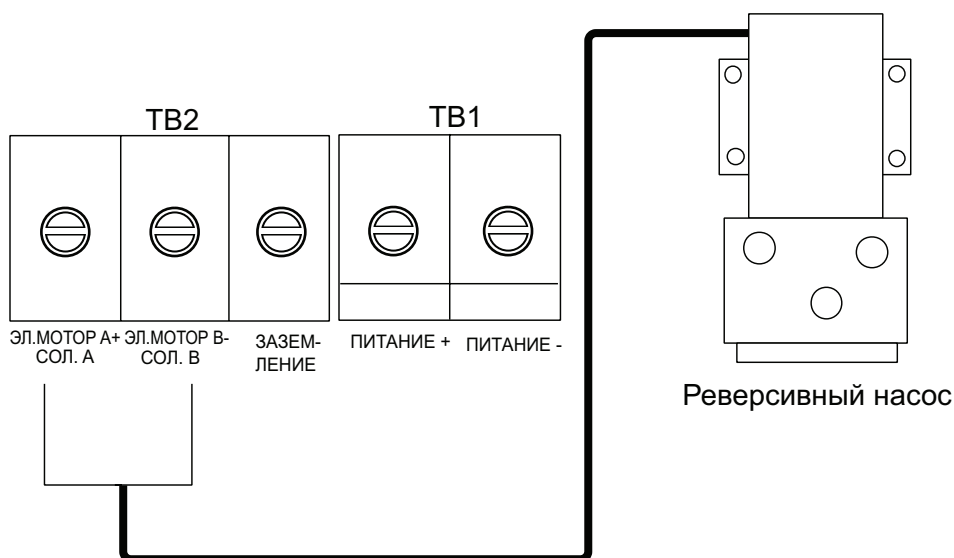 TB2
TB1
ЭЛ.МОТОР A+
СОЛ. A
ЭЛ.МОТОР B-
СОЛ. B
ЗАЗЕМ-
ЛЕНИЕ
ПИТАНИЕ +
ПИТАНИЕ -
Реверсивный насос